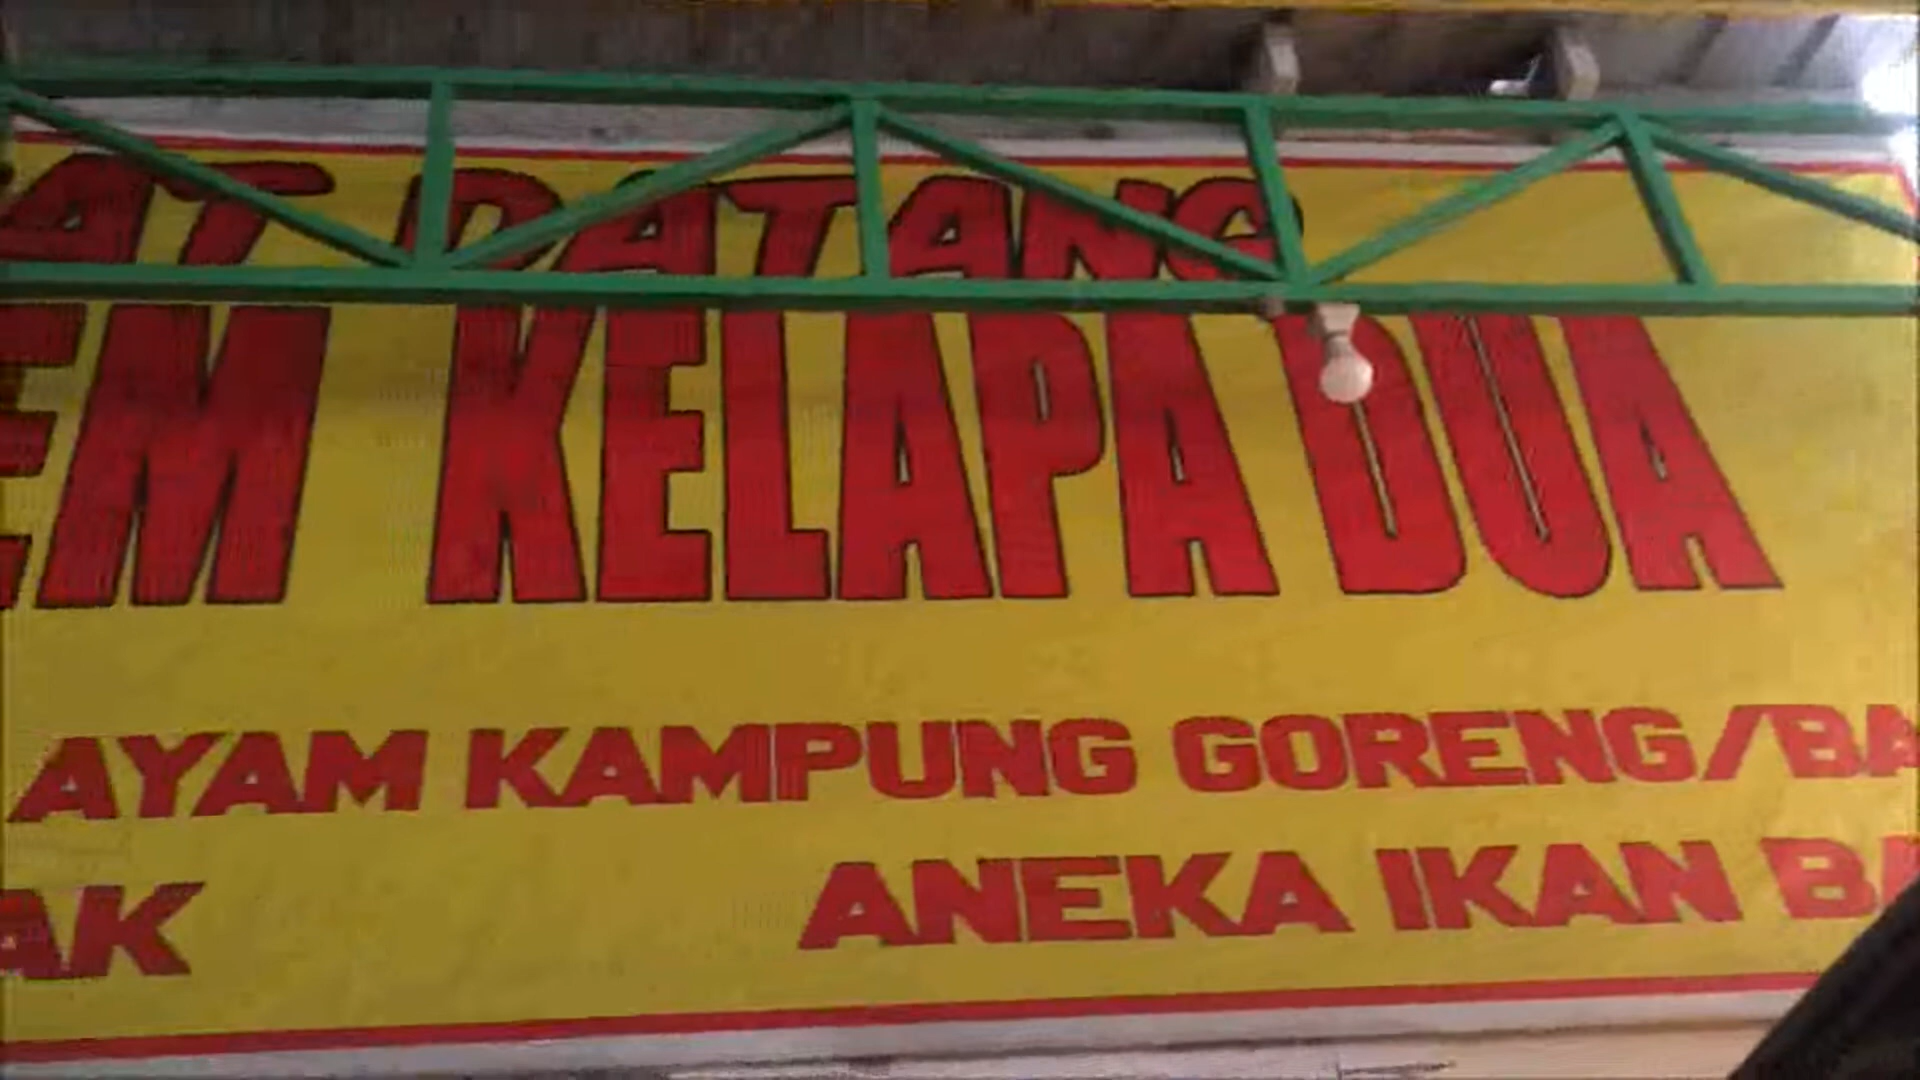 AT DATANG
EM KELAPA DUA
AYAM KAMPUNG GORENG/BA
AK ANEKA IKAN BA